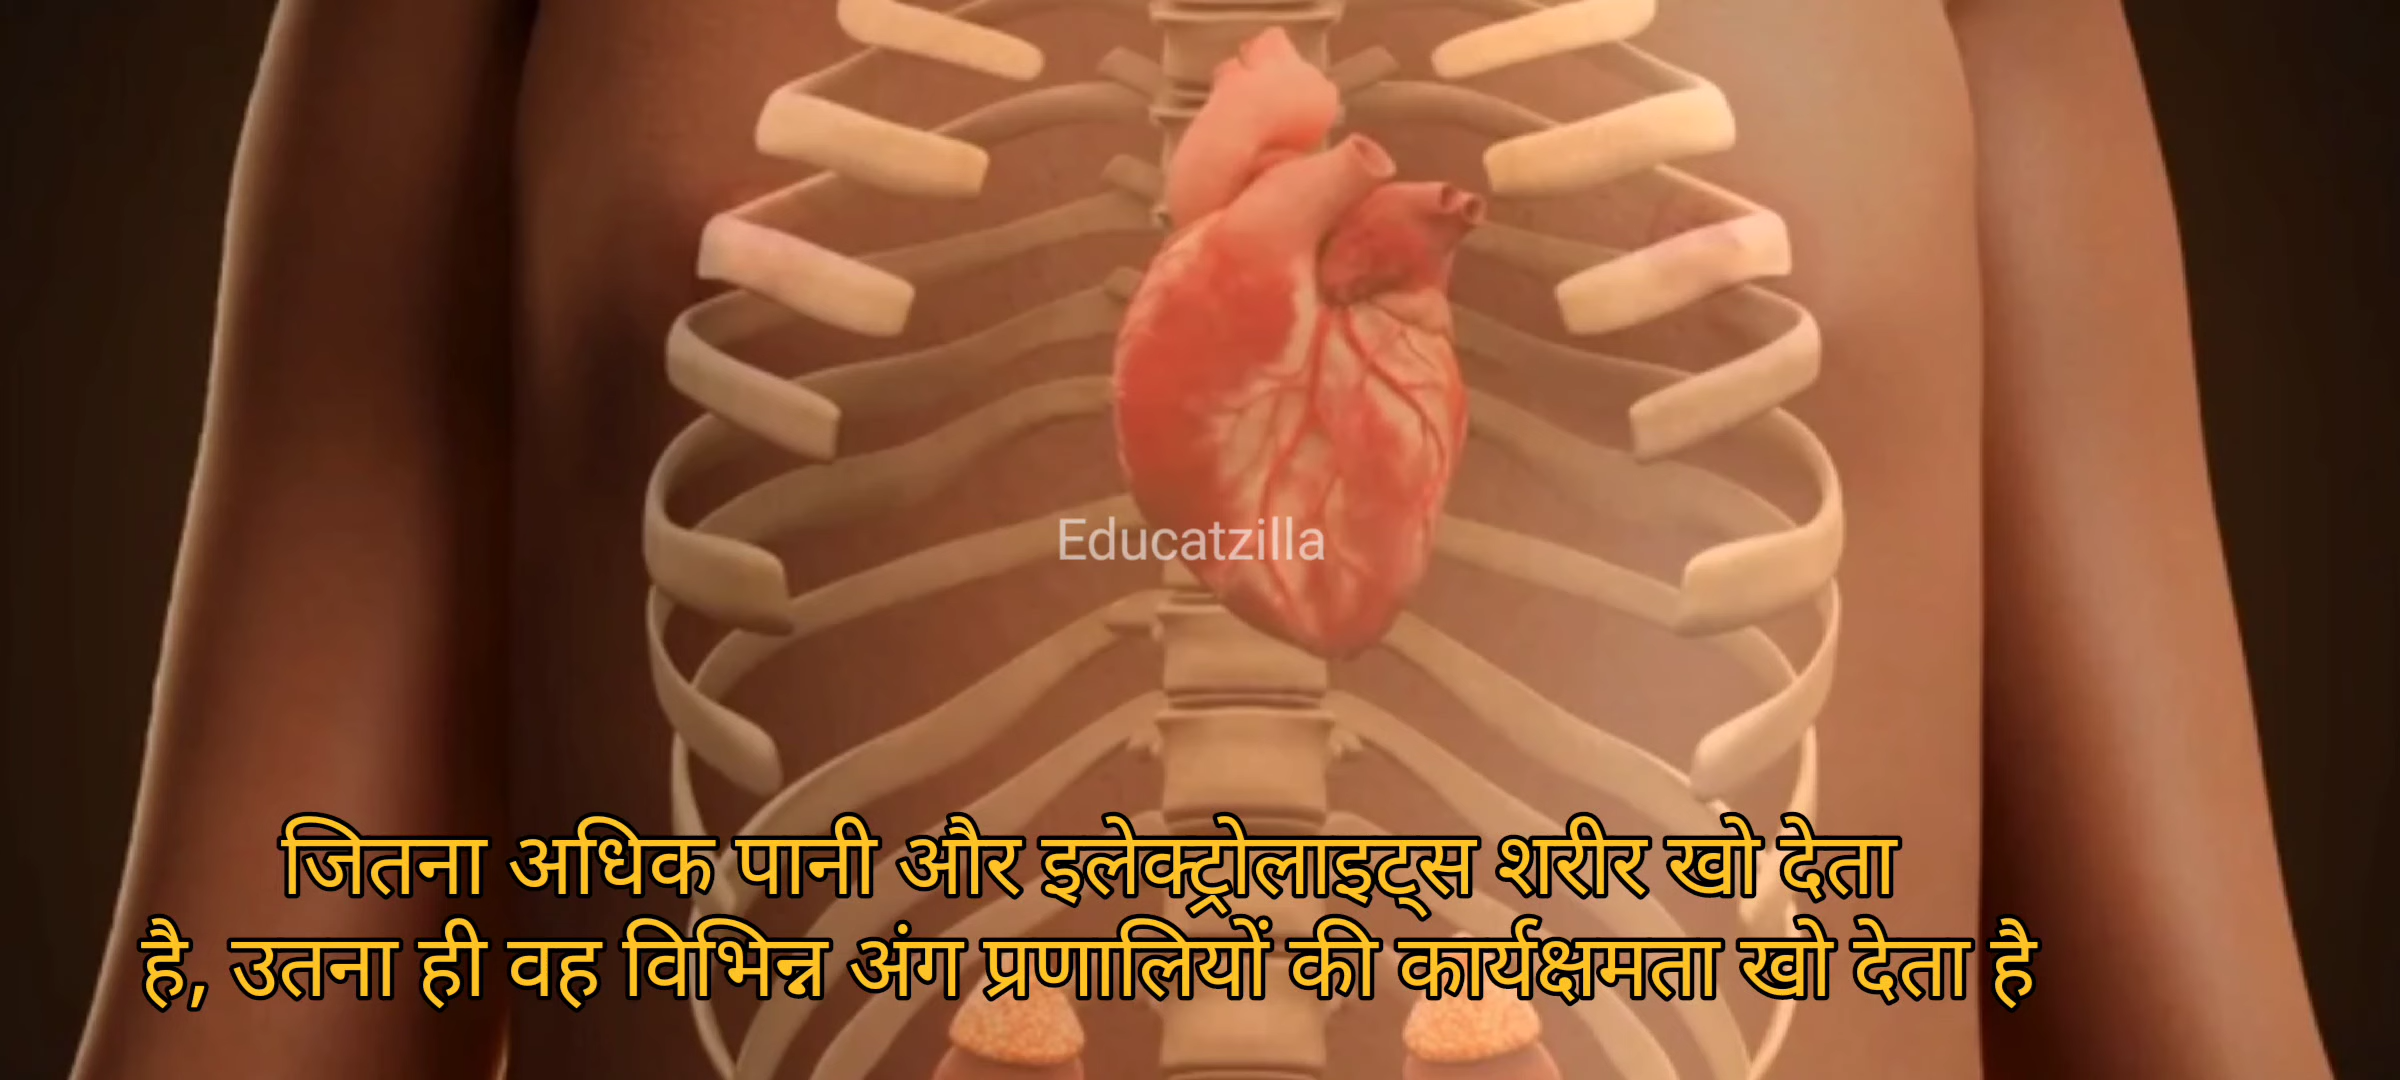 Educatzilla
जितना अधिक पानी और इलेक्ट्रोलाइट्स शरीर खो देता
है, उतना ही वह विभिन्न अंग प्रणालियों की कार्यक्षमता खो देता है